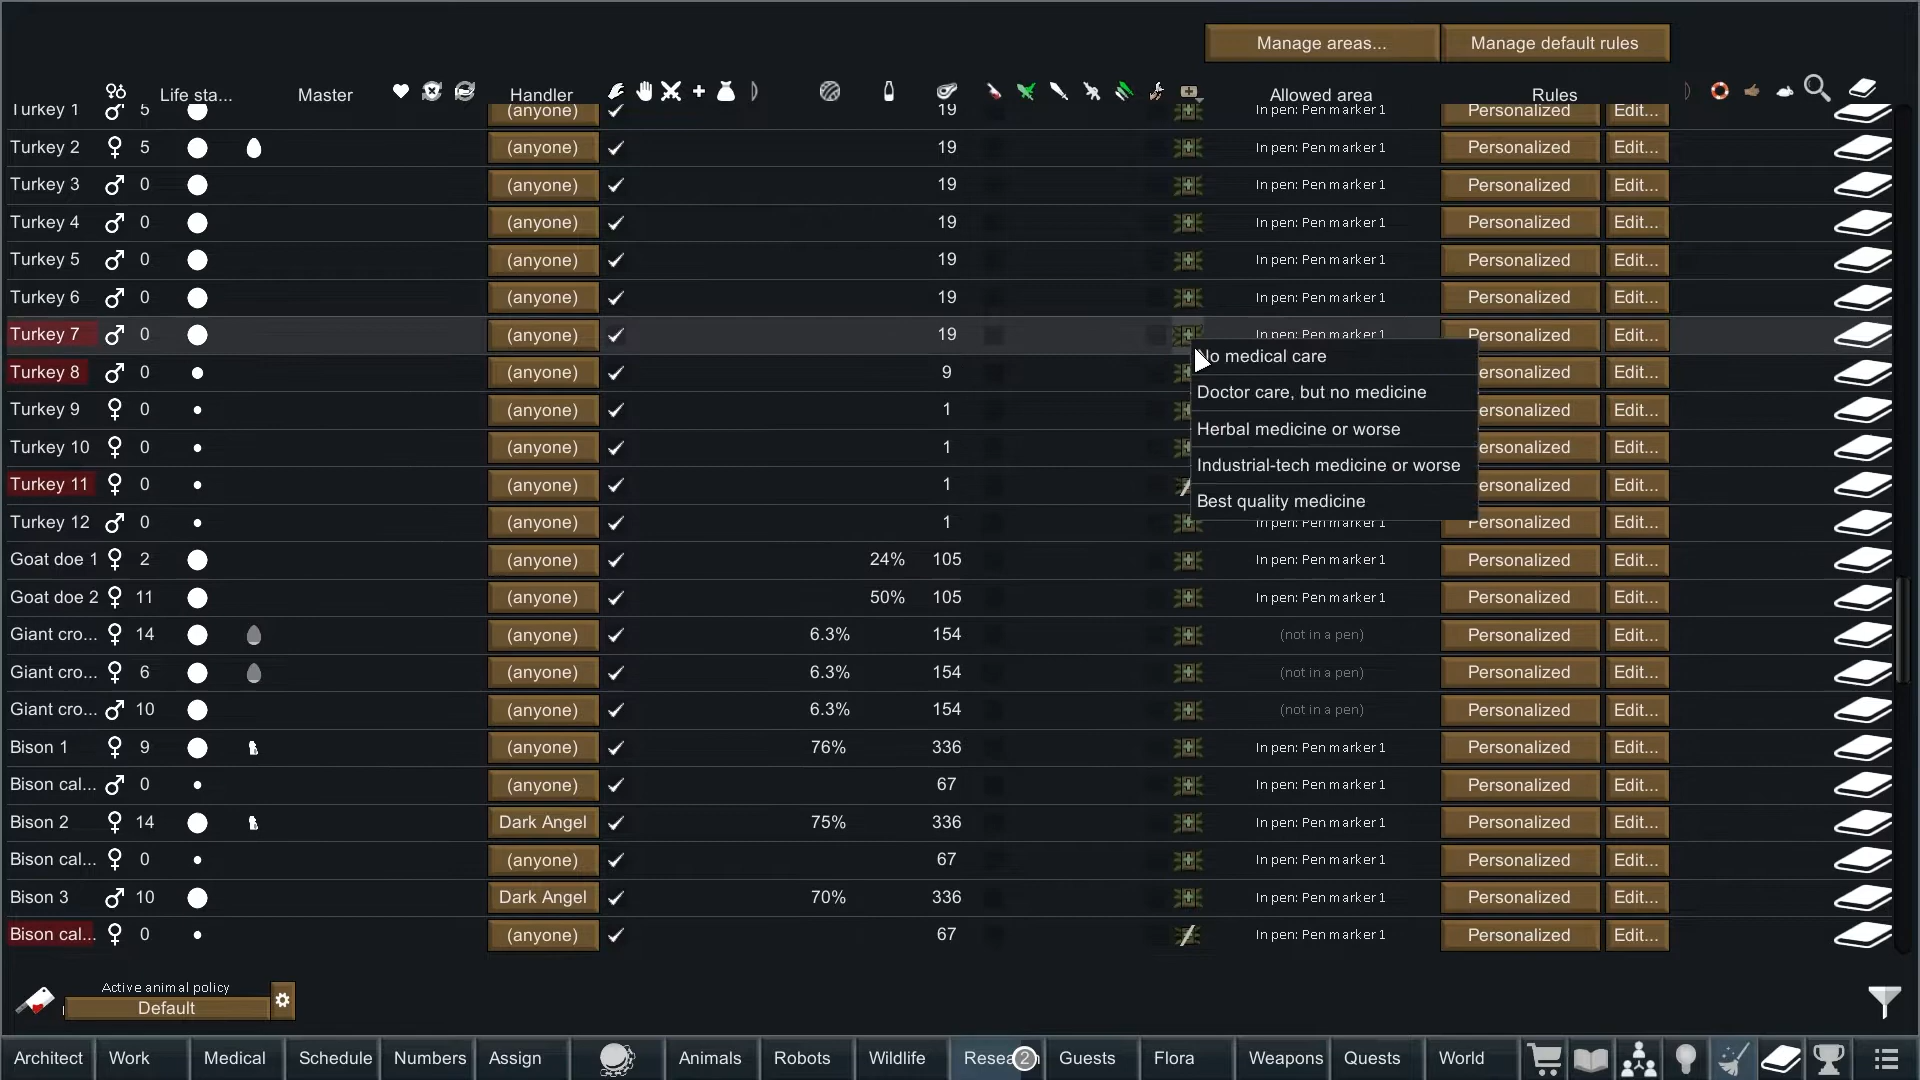 Manage areas... Manage default rules
Life sta... Master Handler Allowed area Rules
Turkey 1 5 (anyone) 19 In pen: Pen marker 1 Personalized Edit...
Turkey 2 5 (anyone) 19 In pen: Pen marker 1 Personalized Edit...
Turkey 3 0 (anyone) 19 In pen: Pen marker 1 Personalized Edit...
Turkey 4 0 (anyone) 19 In pen: Pen marker 1 Personalized Edit...
Turkey 5 0 (anyone) 19 In pen: Pen marker 1 Personalized Edit...
Turkey 6 0 (anyone) 19 In pen: Pen marker 1 Personalized Edit...
Turkey 7 0 (anyone) 19 In pen: Pen marker 1 Personalized Edit...
No medical care
Turkey 8 0 (anyone) 9 ersonalized Edit...
Doctor care, but no medicine
Turkey 9 0 (anyone) 1 ersonalized Edit...
Herbal medicine or worse
Turkey 10 0 (anyone) 1 ersonalized Edit...
Industrial-tech medicine or worse
Turkey 11 0 (anyone) 1 ersonalized Edit...
Best quality medicine
Turkey 12 0 (anyone) 1 In pen: Pen marker 1 Personalized Edit...
Goat doe 1 2 (anyone) 24% 105 In pen: Pen marker 1 Personalized Edit...
Goat doe 2 11 (anyone) 50% 105 In pen: Pen marker 1 Personalized Edit...
Giant cro... 14 (anyone) 6.3% 154 (not in a pen) Personalized Edit...
Giant cro... 6 (anyone) 6.3% 154 (not in a pen) Personalized Edit...
Giant cro... 10 (anyone) 6.3% 154 (not in a pen) Personalized Edit...
Bison 1 9 (anyone) 76% 336 In pen: Pen marker 1 Personalized Edit...
Bison cal... 0 (anyone) 67 In pen: Pen marker 1 Personalized Edit...
Bison 2 14 Dark Angel 75% 336 In pen: Pen marker 1 Personalized Edit...
Bison cal... 0 (anyone) 67 In pen: Pen marker 1 Personalized Edit...
Bison 3 10 Dark Angel 70% 336 In pen: Pen marker 1 Personalized Edit...
Bison cal... 0 (anyone) 67 In pen: Pen marker 1 Personalized Edit...
Active animal policy
Default
Architect Work Medical Schedule Numbers Assign Animals Robots Wildlife Resea 2 Guests Flora Weapons Quests World